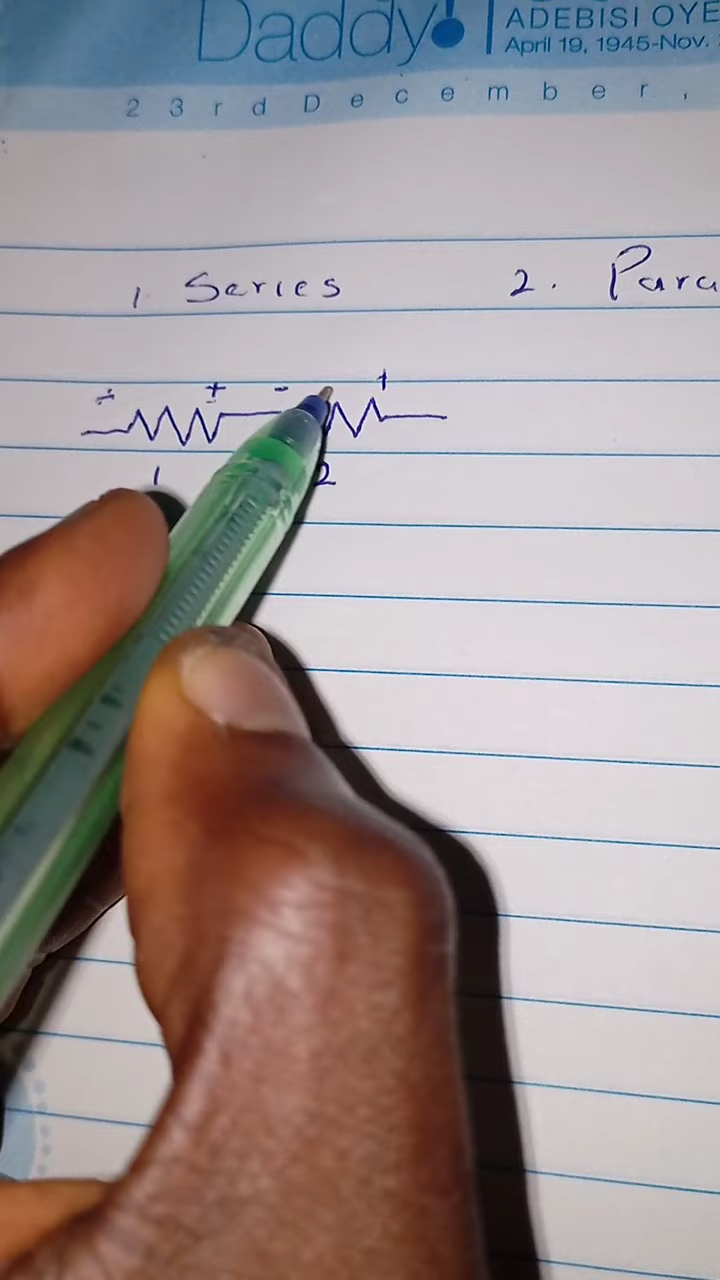 Daddy! ADEBISI OYE
April 19, 1945-Nov.
23rd December,
1. Series 2. Para
÷ + - +
1 2